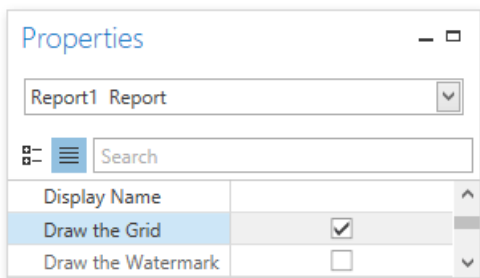 Properties
Report1 Report
Search
Display Name
Draw the Grid
Draw the Watermark